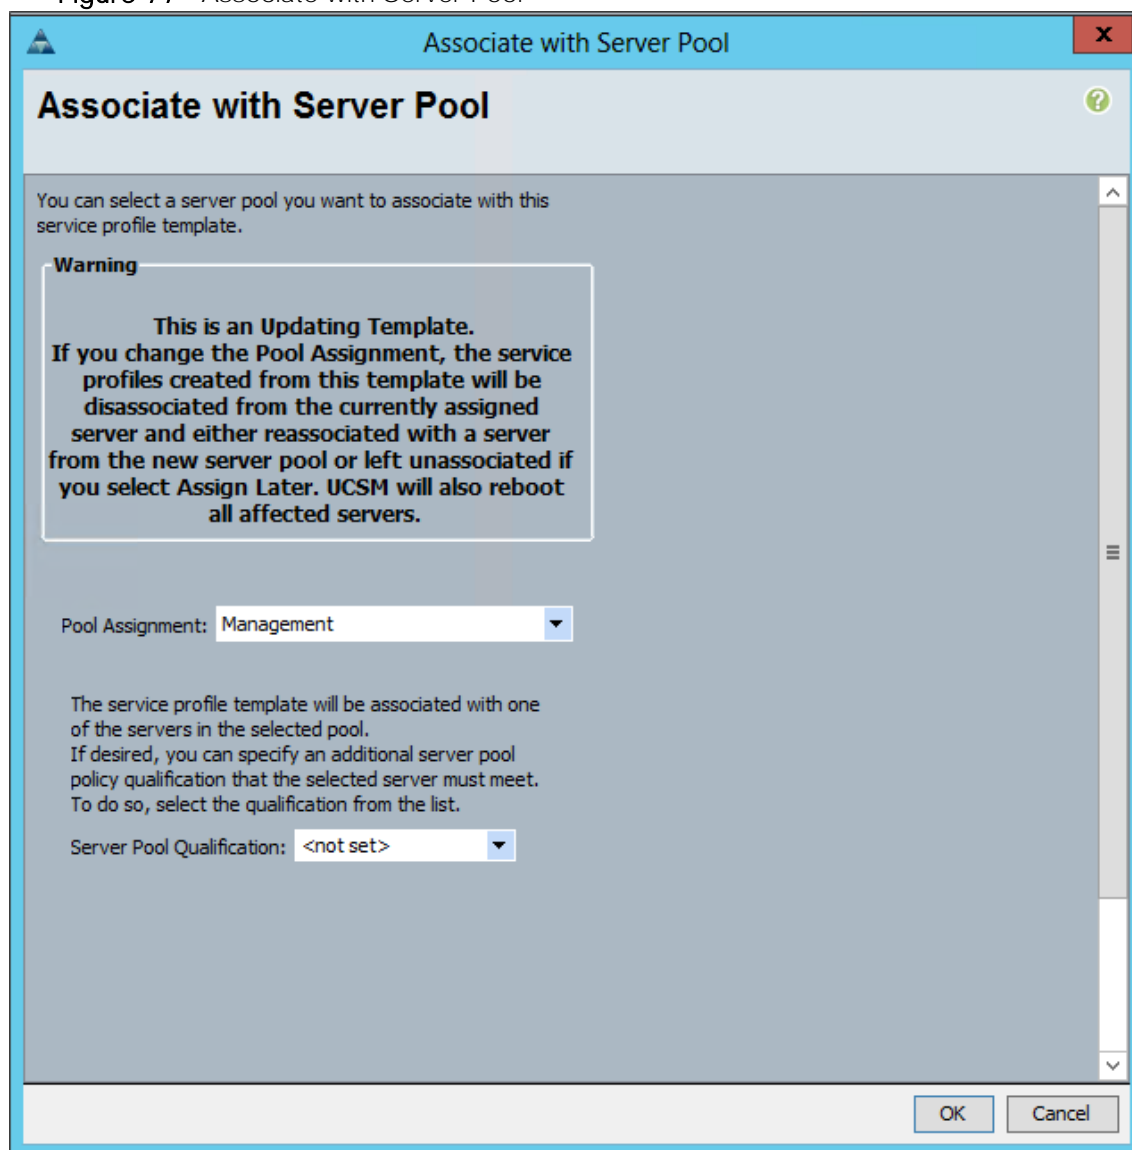 Associate with Server Pool
Associate with Server Pool
Associate with Server Pool
You can select a server pool you want to associate with this
service profile template.
Warning
This is an Updating Template.
If you change the Pool Assignment, the service
profiles created from this template will be
disassociated from the currently assigned
server and either reassociated with a server
from the new server pool or left unassociated if
you select Assign Later. UCSM will also reboot
all affected servers.
Pool Assignment: Management
The service profile template will be associated with one
of the servers in the selected pool.
If desired, you can specify an additional server pool
policy qualification that the selected server must meet.
To do so, select the qualification from the list.
Server Pool Qualification: <not set>
OK Cancel